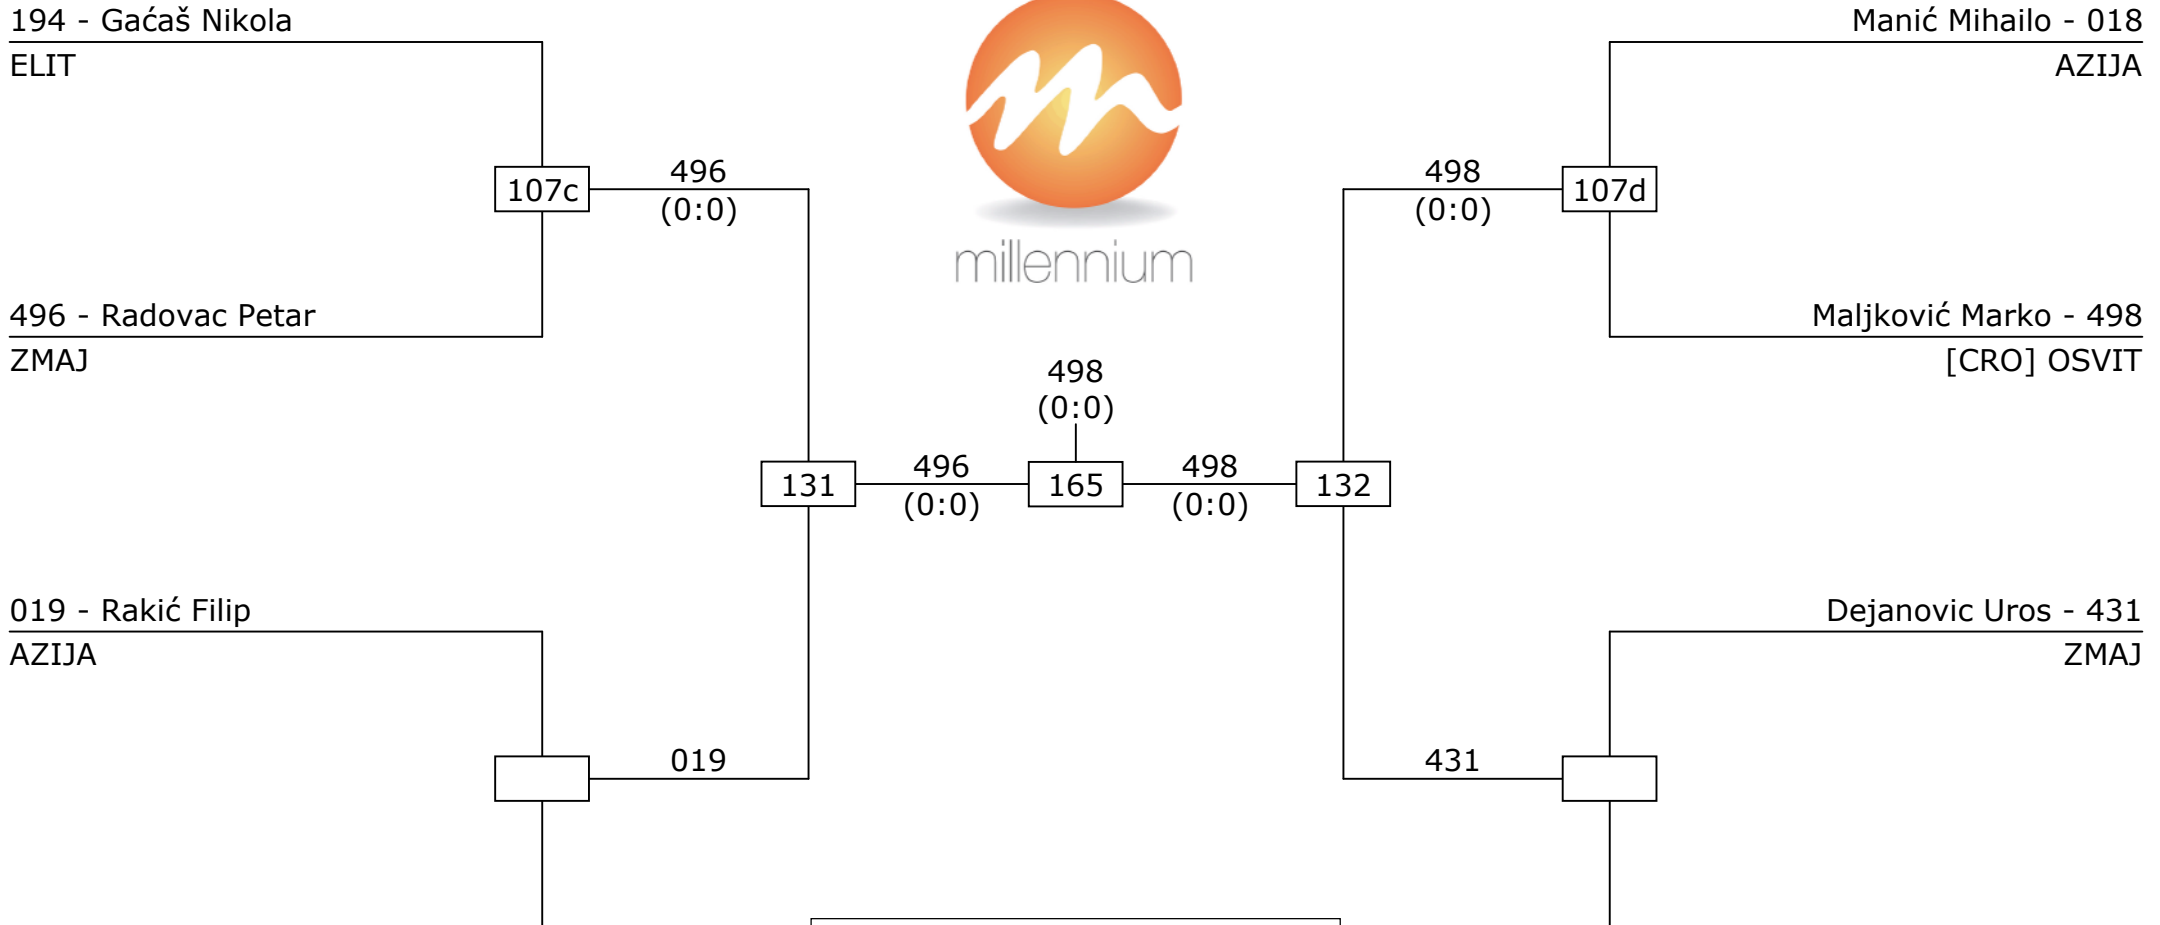 194 - Gaćaš Nikola
ELIT
Manić Mihailo - 018
AZIJA
millennium
107c
496
(0:0)
498
(0:0)
107d
496 - Radovac Petar
ZMAJ
Maljković Marko - 498
[CRO] OSVIT
498
(0:0)
131
496
(0:0)
165
498
(0:0)
132
019 - Rakić Filip
AZIJA
Dejanovic Uros - 431
ZMAJ
019
431